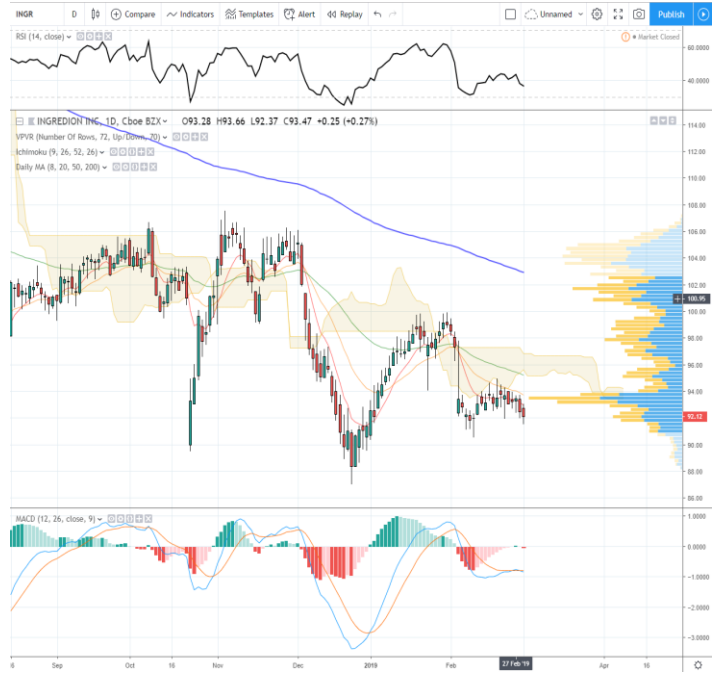 INGR D Compare Indicators Templates Alert Replay Unnamed Publish
RSI (14, close)
Market Closed
60.0000
40.0000
INGREDION INC, 1D, Cboe BZX O93.28 H93.66 L92.37 C93.47 +0.25 (+0.27%)
VPVR (Number Of Rows, 72, Up/Down, 70)
Ichimoku (9, 26, 52, 26)
Daily MA (8, 20, 50, 200)
114.00
112.00
110.00
108.00
106.00
104.00
102.00
100.95
100.00
98.00
96.00
94.00
92.12
90.00
88.00
86.00
MACD (12, 26, close, 9)
1.0000
0.0000
-1.0000
-2.0000
-3.0000
Sep Oct 16 Nov Dec 2019 Feb 27 Feb '19 Apr 16